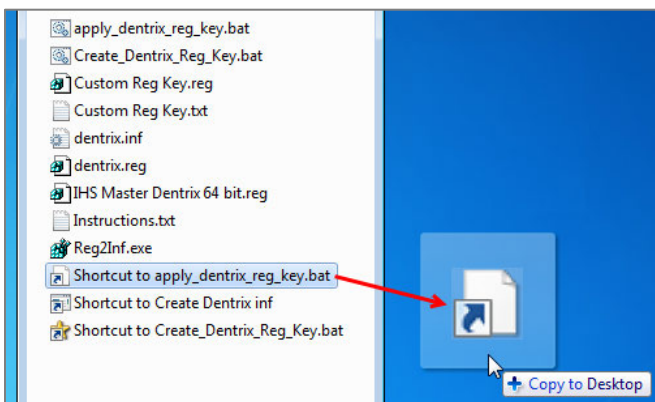 apply_dentrix_reg_key.bat
Create_Dentrix_Reg_Key.bat
Custom Reg Key.reg
Custom Reg Key.txt
dentrix.inf
dentrix.reg
IHS Master Dentrix 64 bit.reg
Instructions.txt
Reg2Inf.exe
Shortcut to apply_dentrix_reg_key.bat
Shortcut to Create Dentrix inf
Shortcut to Create_Dentrix_Reg_Key.bat
Copy to Desktop